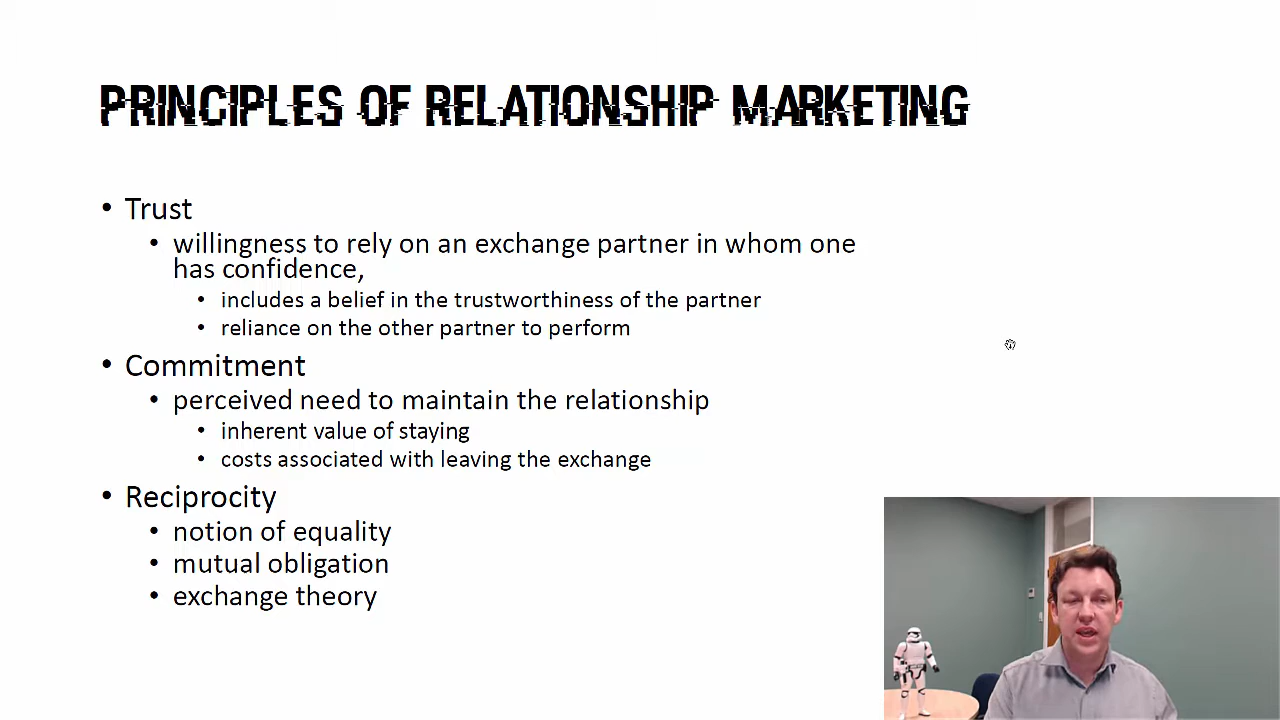 PRINCIPLES OF RELATIONSHIP MARKETING
• Trust
• willingness to rely on an exchange partner in whom one
has confidence,
• includes a belief in the trustworthiness of the partner
• reliance on the other partner to perform
• Commitment
• perceived need to maintain the relationship
• inherent value of staying
• costs associated with leaving the exchange
• Reciprocity
• notion of equality
• mutual obligation
• exchange theory